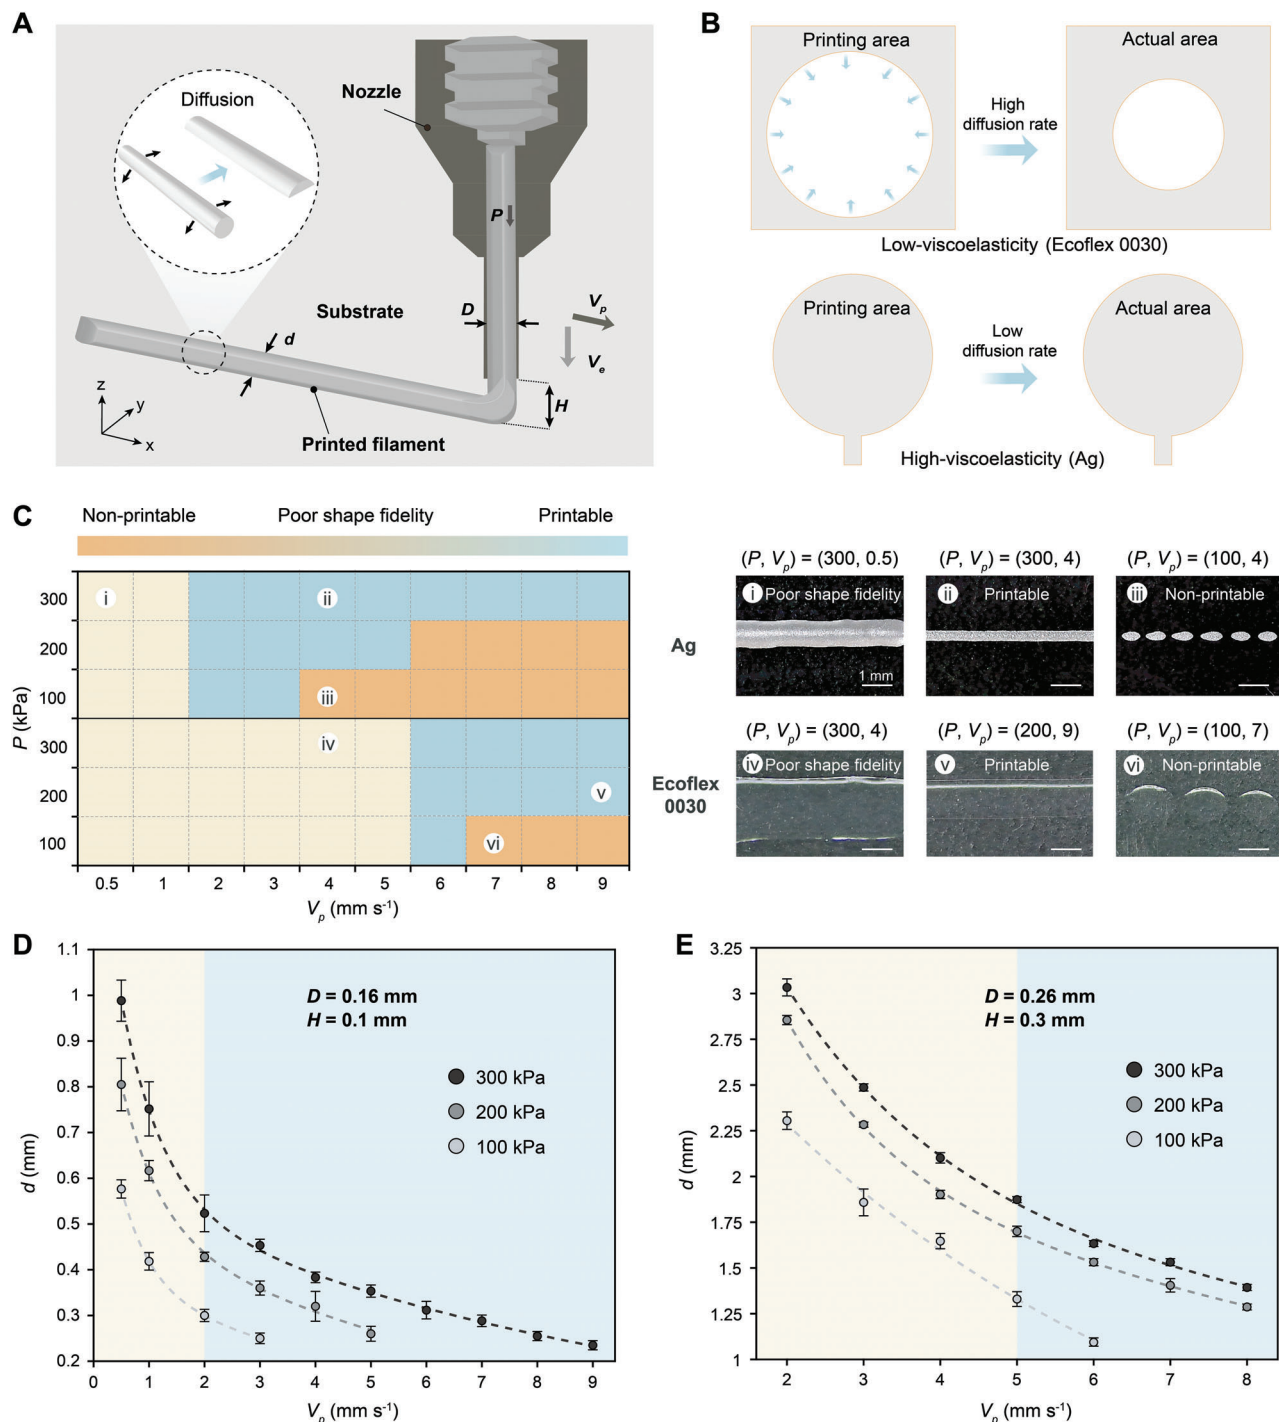 A
Diffusion
Nozzle
P
Substrate
D
V_p
V_e
d
H
z
y
x
Printed filament
B
Printing area
Actual area
High
diffusion rate
Low-viscoelasticity (Ecoflex 0030)
Printing area
Actual area
Low
diffusion rate
High-viscoelasticity (Ag)
C
Non-printable
Poor shape fidelity
Printable
P (kPa)
300
200
100
300
200
100
i
ii
iii
iv
v
vi
0.5 1 2 3 4 5 6 7 8 9
V_p (mm s⁻¹)
(P, V_p) = (300, 0.5)
(P, V_p) = (300, 4)
(P, V_p) = (100, 4)
Ag
i Poor shape fidelity
1 mm
ii Printable
iii Non-printable
(P, V_p) = (300, 4)
(P, V_p) = (200, 9)
(P, V_p) = (100, 7)
Ecoflex
0030
iv Poor shape fidelity
v Printable
vi Non-printable
D
1.1
1
0.8
0.7
0.6
0.5
0.4
0.3
0.2
d (mm)
D = 0.16 mm
H = 0.1 mm
300 kPa
200 kPa
100 kPa
0 1 2 3 4 5 6 7 8 9
V_p (mm s⁻¹)
E
3.25
3
2.75
2.5
2.25
2
1.75
1.5
1.25
1
d (mm)
D = 0.26 mm
H = 0.3 mm
300 kPa
200 kPa
100 kPa
2 3 4 5 6 7 8
V_p (mm s⁻¹)